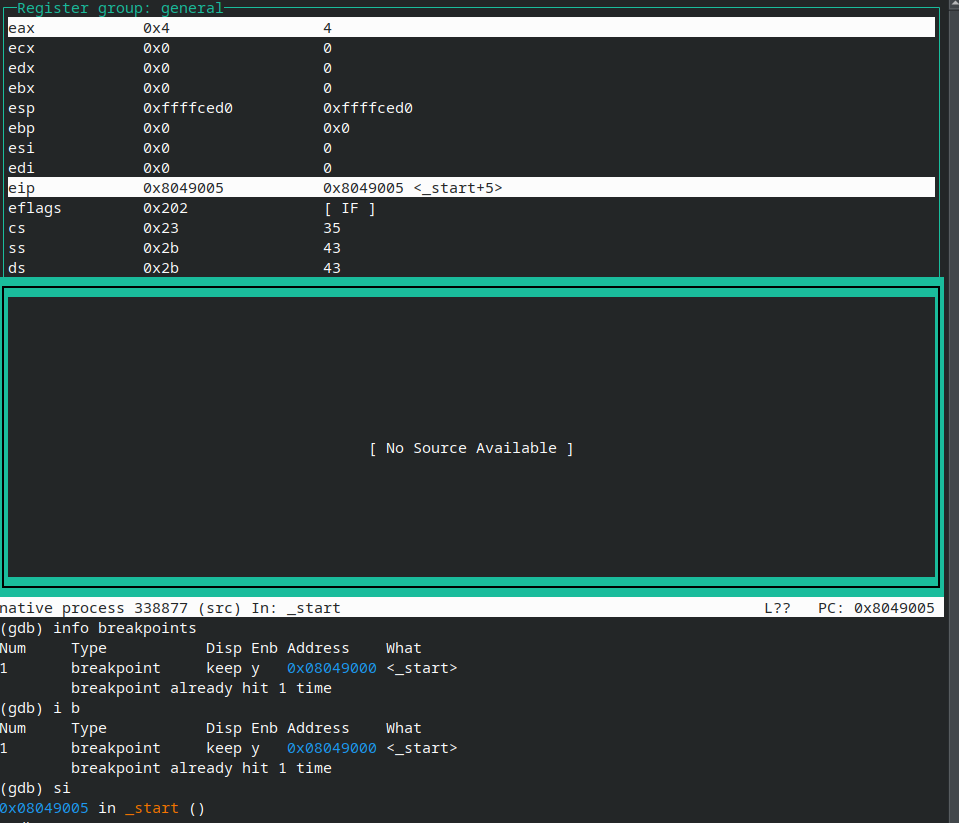 Register group: general
eax 0x4 4
ecx 0x0 0
edx 0x0 0
ebx 0x0 0
esp 0xffffced0 0xffffced0
ebp 0x0 0x0
esi 0x0 0
edi 0x0 0
eip 0x8049005 0x8049005 <_start+5>
eflags 0x202 [ IF ]
cs 0x23 35
ss 0x2b 43
ds 0x2b 43
[ No Source Available ]
native process 338877 (src) In: _start L?? PC: 0x8049005
(gdb) info breakpoints
Num Type Disp Enb Address What
1 breakpoint keep y 0x08049000 <_start>
breakpoint already hit 1 time
(gdb) i b
Num Type Disp Enb Address What
1 breakpoint keep y 0x08049000 <_start>
breakpoint already hit 1 time
(gdb) si
0x08049005 in _start ()